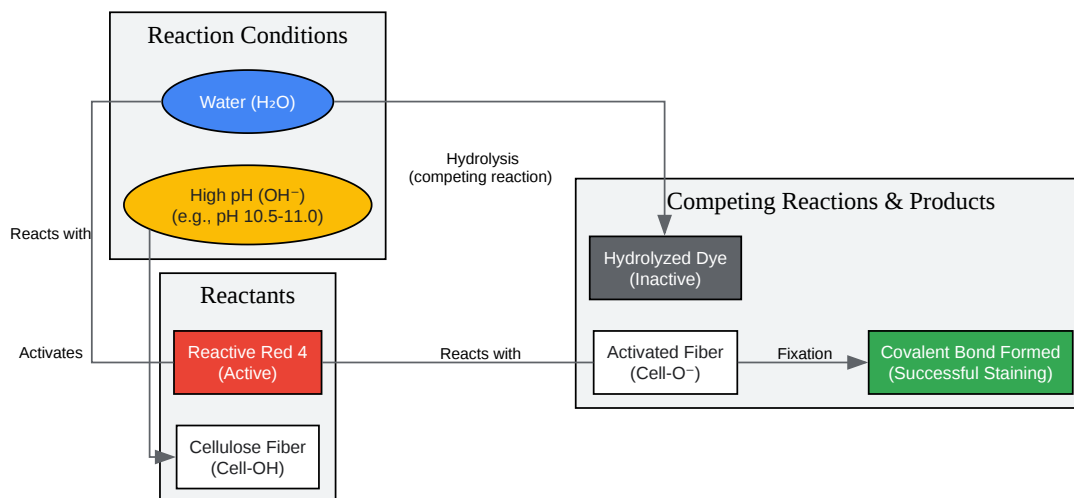 Reaction Conditions
Water (H₂O)
Hydrolysis
(competing reaction)
High pH (OH⁻)
(e.g., pH 10.5-11.0)
Reacts with
Competing Reactions & Products
Hydrolyzed Dye
(Inactive)
Reactants
Activates
Reactive Red 4
(Active)
Reacts with
Activated Fiber
(Cell-O⁻)
Fixation
Covalent Bond Formed
(Successful Staining)
Cellulose Fiber
(Cell-OH)